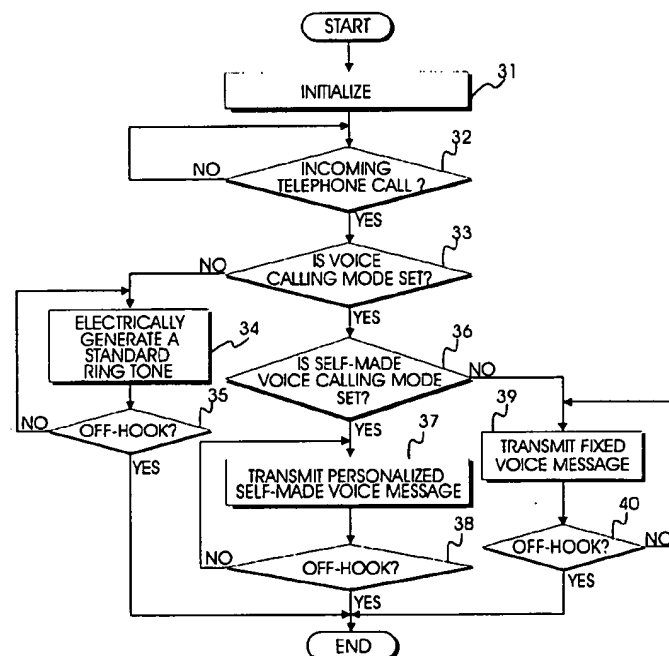 START
31
INITIALIZE
32
INCOMING
TELEPHONE CALL ?
NO
YES
33
IS VOICE
CALLING MODE SET?
NO
YES
34
ELECTRICALLY
GENERATE A
STANDARD
RING TONE
36
IS SELF-MADE
VOICE CALLING MODE
SET?
NO
YES
35
OFF-HOOK?
NO
YES
37
TRANSMIT PERSONALIZED
SELF-MADE VOICE MESSAGE
39
TRANSMIT FIXED
VOICE MESSAGE
38
OFF-HOOK?
NO
YES
40
OFF-HOOK?
NO
YES
END